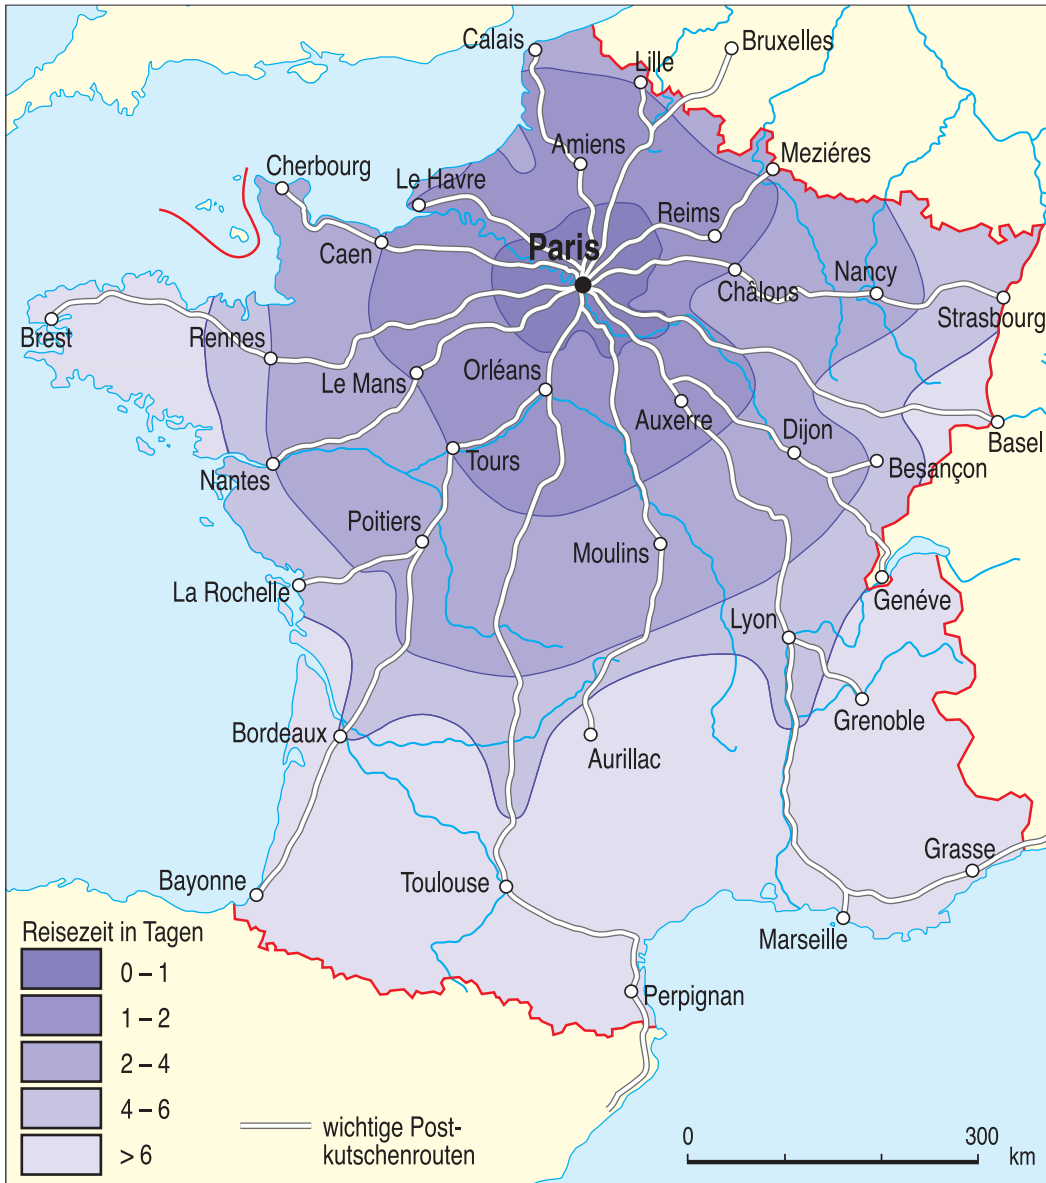 Calais
Bruxelles
Lille
Amiens
Meziéres
Cherbourg
Le Havre
Reims
Caen
Paris
Châlons
Nancy
Strasbourg
Brest
Rennes
Le Mans
Orléans
Auxerre
Dijon
Basel
Besançon
Nantes
Tours
Poitiers
Moulins
La Rochelle
Genéve
Lyon
Grenoble
Bordeaux
Aurillac
Grasse
Bayonne
Toulouse
Marseille
Perpignan
Reisezeit in Tagen
0 – 1
1 – 2
2 – 4
4 – 6
> 6
wichtige Post-
kutschenrouten
0 300
km